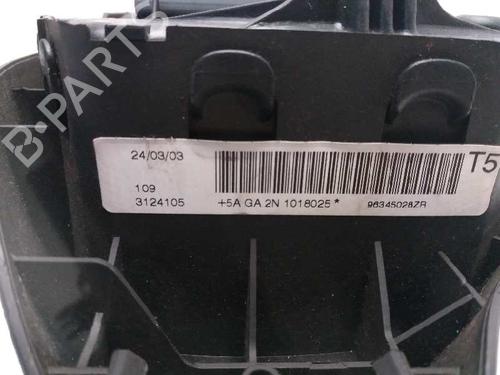 B-PARTS
24/03/03
T5
109
3124105
+5A GA 2N 1018025*
96345028ZR